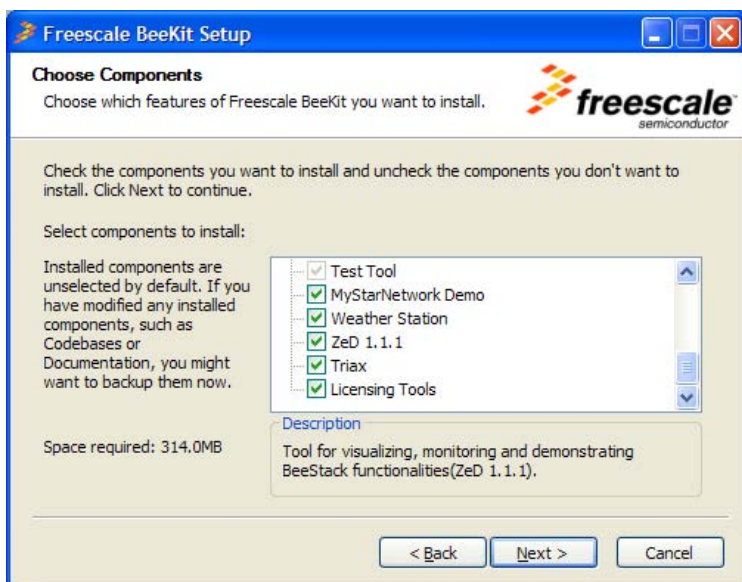 Freescale BeeKit Setup
Choose Components
Choose which features of Freescale BeeKit you want to install.
freescale™
semiconductor
Check the components you want to install and uncheck the components you don't want to
install. Click Next to continue.
Select components to install:
Installed components are
unselected by default. If you
have modified any installed
components, such as
Codebases or
Documentation, you might
want to backup them now.
Test Tool
MyStarNetwork Demo
Weather Station
ZeD 1.1.1
Triax
Licensing Tools
Space required: 314.0MB
Description
Tool for visualizing, monitoring and demonstrating
BeeStack functionalities(ZeD 1.1.1).
< Back
Next >
Cancel